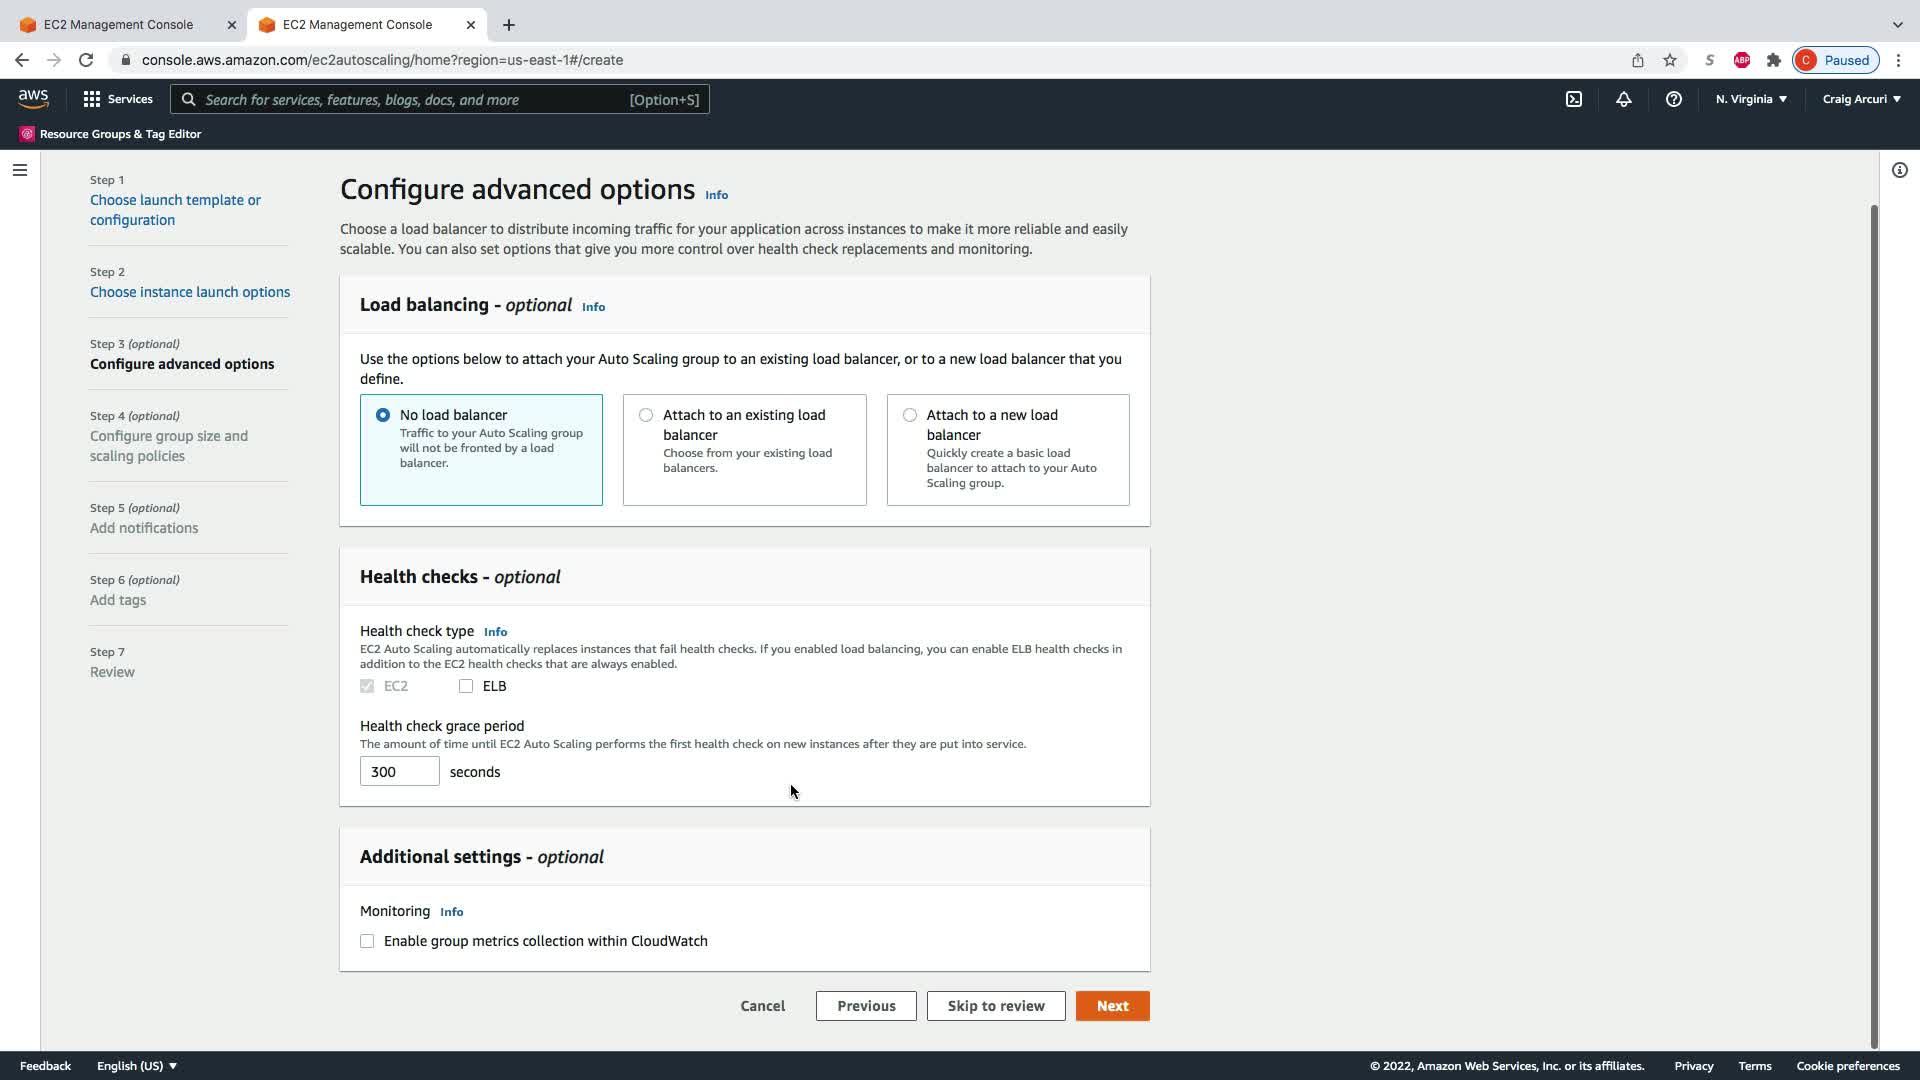 EC2 Management Console
EC2 Management Console
console.aws.amazon.com/ec2autoscaling/home?region=us-east-1#/create
S
ABP
C Paused
aws
Services
Search for services, features, blogs, docs, and more [Option+S]
N. Virginia
Craig Arcuri
Resource Groups & Tag Editor
Step 1
Choose launch template or
configuration
Step 2
Choose instance launch options
Step 3 (optional)
Configure advanced options
Step 4 (optional)
Configure group size and
scaling policies
Step 5 (optional)
Add notifications
Step 6 (optional)
Add tags
Step 7
Review
Configure advanced options Info
Choose a load balancer to distribute incoming traffic for your application across instances to make it more reliable and easily
scalable. You can also set options that give you more control over health check replacements and monitoring.
Load balancing - optional Info
Use the options below to attach your Auto Scaling group to an existing load balancer, or to a new load balancer that you
define.
No load balancer
Traffic to your Auto Scaling group
will not be fronted by a load
balancer.
Attach to an existing load
balancer
Choose from your existing load
balancers.
Attach to a new load
balancer
Quickly create a basic load
balancer to attach to your Auto
Scaling group.
Health checks - optional
Health check type Info
EC2 Auto Scaling automatically replaces instances that fail health checks. If you enabled load balancing, you can enable ELB health checks in
addition to the EC2 health checks that are always enabled.
EC2 ELB
Health check grace period
The amount of time until EC2 Auto Scaling performs the first health check on new instances after they are put into service.
300 seconds
Additional settings - optional
Monitoring Info
Enable group metrics collection within CloudWatch
Cancel Previous Skip to review Next
Feedback English (US) © 2022, Amazon Web Services, Inc. or its affiliates. Privacy Terms Cookie preferences